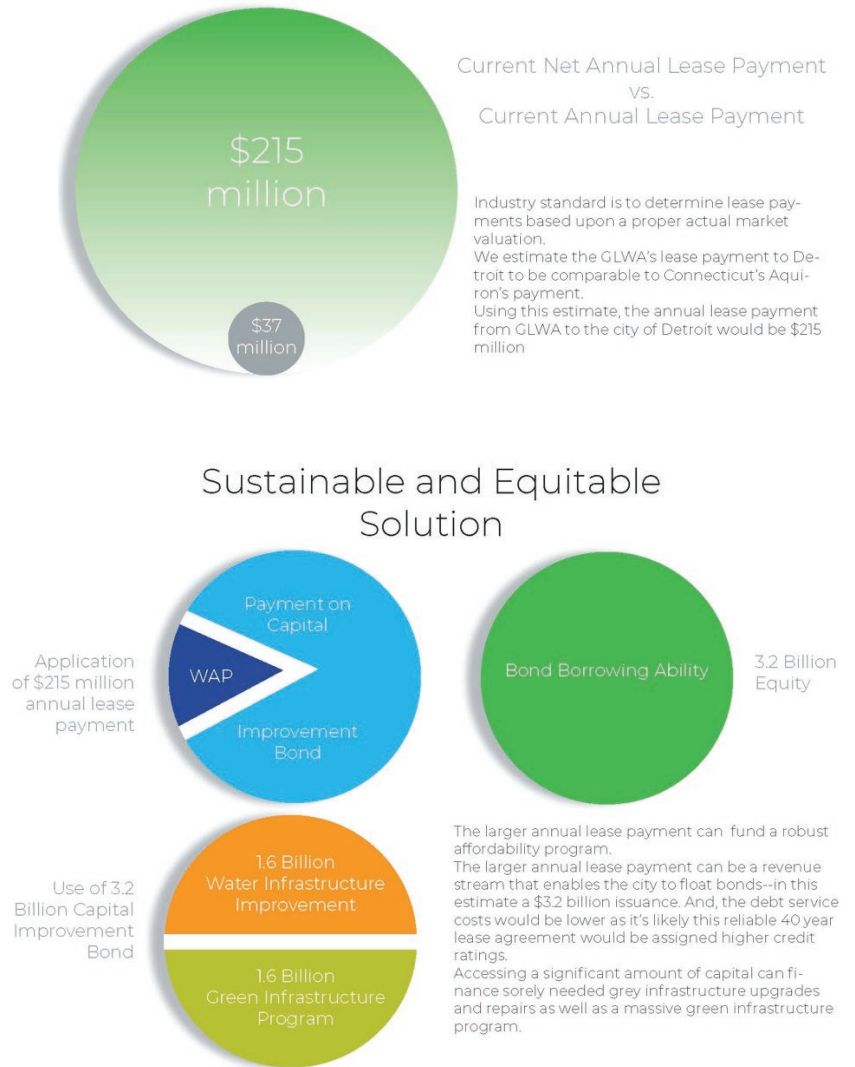 Current Net Annual Lease Payment
vs.
Current Annual Lease Payment
$215
million
$37
million
Industry standard is to determine lease pay-
ments based upon a proper actual market
valuation.
We estimate the GLWA's lease payment to De-
troit to be comparable to Connecticut's Aqui-
ron's payment.
Using this estimate, the annual lease payment
from GLWA to the city of Detroit would be $215
million
Sustainable and Equitable
Solution
Application
of $215 million
annual lease
payment
Payment on
Capital
WAP
Improvement
Bond
Bond Borrowing Ability
3.2 Billion
Equity
Use of 3.2
Billion Capital
Improvement
Bond
1.6 Billion
Water Infrastructure
Improvement
1.6 Billion
Green Infrastructure
Program
The larger annual lease payment can fund a robust
affordability program.
The larger annual lease payment can be a revenue
stream that enables the city to float bonds--in this
estimate a $3.2 billion issuance. And, the debt service
costs would be lower as it's likely this reliable 40 year
lease agreement would be assigned higher credit
ratings.
Accessing a significant amount of capital can fi-
nance sorely needed grey infrastructure upgrades
and repairs as well as a massive green infrastructure
program.